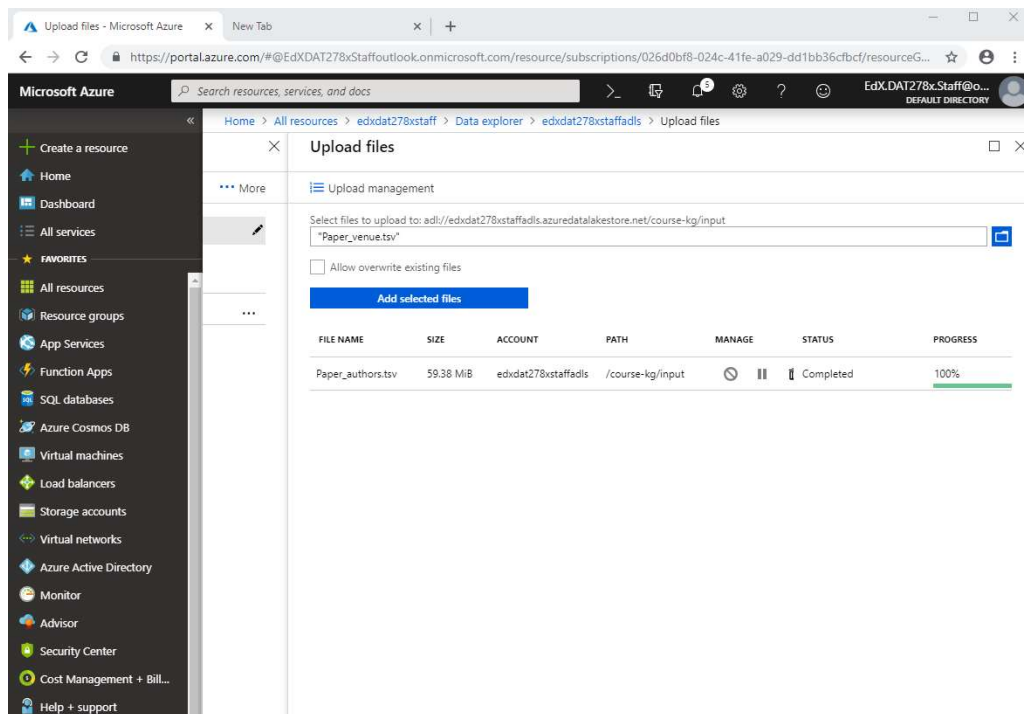 Upload files - Microsoft Azure
New Tab
https://portal.azure.com/#@EdXDAT278xStaffoutlook.onmicrosoft.com/resource/subscriptions/026d0bf8-024c-41fe-a029-dd1bb36cfbcf/resourceG...
Microsoft Azure
Search resources, services, and docs
5
EdX.DAT278x.Staff@o...
DEFAULT DIRECTORY
Home > All resources > edxdat278xstaff > Data explorer > edxdat278xstaffadls > Upload files
Create a resource
Home
Dashboard
All services
FAVORITES
All resources
Resource groups
App Services
Function Apps
SQL databases
Azure Cosmos DB
Virtual machines
Load balancers
Storage accounts
Virtual networks
Azure Active Directory
Monitor
Advisor
Security Center
Cost Management + Bill...
Help + support
More
Upload files
Upload management
Select files to upload to: adl://edxdat278xstaffadls.azuredatalakestore.net/course-kg/input
"Paper_venue.tsv"
Allow overwrite existing files
Add selected files
FILE NAME SIZE ACCOUNT PATH MANAGE STATUS PROGRESS
Paper_authors.tsv 59.38 MiB edxdat278xstaffadls /course-kg/input Completed 100%